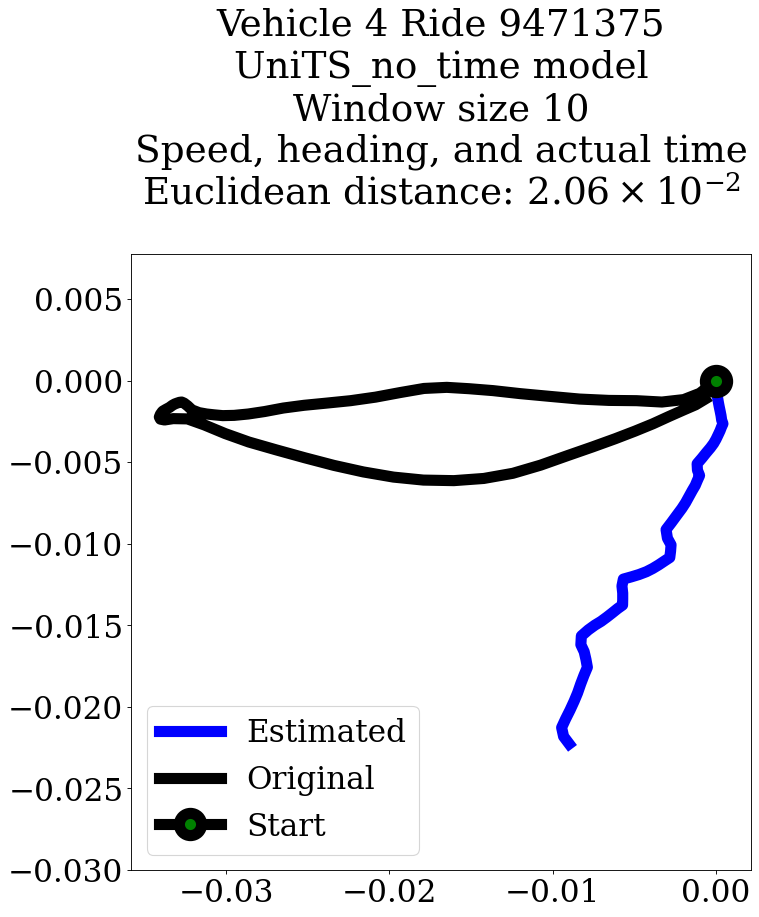 Vehicle 4 Ride 9471375
UniTS_no_time model
Window size 10
Speed, heading, and actual time
Euclidean distance: 2.06 × 10⁻²
0.005
0.000
−0.005
−0.010
−0.015
−0.020
−0.025
−0.030
Estimated
Original
Start
−0.03 −0.02 −0.01 0.00